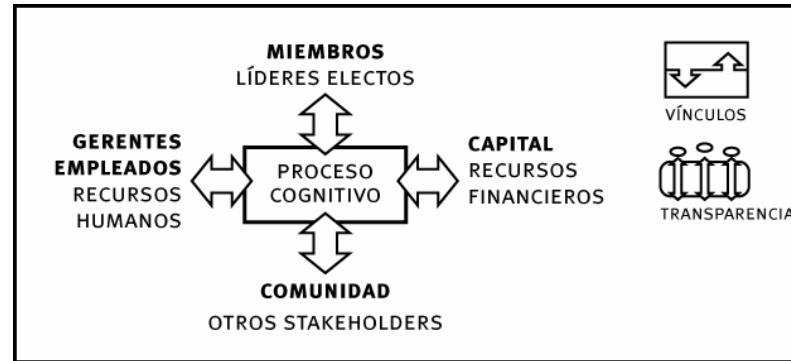 MIEMBROS
LÍDERES ELECTOS
GERENTES
EMPLEADOS
RECURSOS
HUMANOS
PROCESO
COGNITIVO
CAPITAL
RECURSOS
FINANCIEROS
COMUNIDAD
OTROS STAKEHOLDERS
VÍNCULOS
TRANSPARENCIA